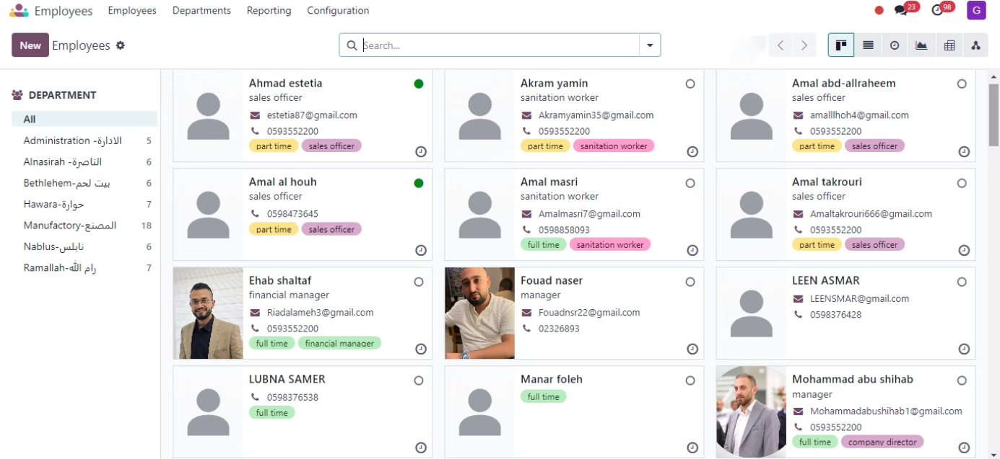 Employees Employees Departments Reporting Configuration 23 98 G
New Employees Search...
DEPARTMENT
All
Administration -الادارة 5
Alnasirah -الناصرة 6
Bethlehem-بيت لحم 6
Hawara-حوارة 7
Manufactory-المصنع 18
Nablus-نابلس 6
Ramallah-رام الله 7
Ahmad estetia
sales officer
estetia87@gmail.com
0593552200
part time sales officer
Akram yamin
sanitation worker
Akramyamin35@gmail.com
0593552200
part time sanitation worker
Amal abd-allraheem
sales officer
amalllhoh4@gmail.com
0593552200
part time sales officer
Amal al houh
sales officer
0598473645
part time sales officer
Amal masri
sanitation worker
Amalmasri7@gmail.com
0598858093
full time sanitation worker
Amal takrouri
sales officer
Amaltakrouri666@gmail.com
0593552200
part time sales officer
Ehab shaltaf
financial manager
Riadalameh3@gmail.com
0593552200
full time financial manager
Fouad naser
manager
Fouadnsr22@gmail.com
02326893
LEEN ASMAR
LEENSMAR@gmail.com
0598376428
LUBNA SAMER
0598376538
full time
Manar foleh
full time
Mohammad abu shihab
manager
Mohammadabushihab1@gmail.com
0593552200
full time company director